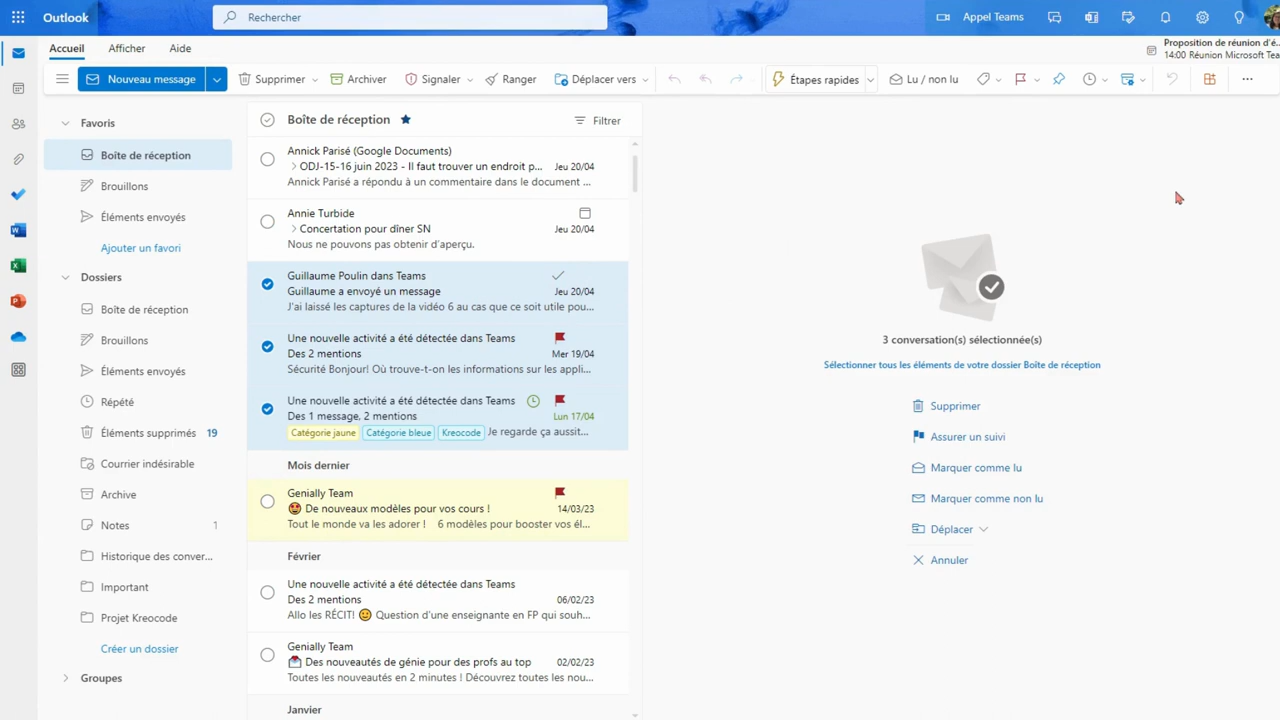 Outlook
Rechercher
Appel Teams
Proposition de réunion d'é...
14:00 Réunion Microsoft Tea
Accueil
Afficher
Aide
Nouveau message
Supprimer
Archiver
Signaler
Ranger
Déplacer vers
Étapes rapides
Lu / non lu
Favoris
Boîte de réception
Brouillons
Éléments envoyés
Ajouter un favori
Dossiers
Boîte de réception
Brouillons
Éléments envoyés
Répété
Éléments supprimés 19
Courrier indésirable
Archive
Notes 1
Historique des conver...
Important
Projet Kreocode
Créer un dossier
Groupes
Boîte de réception
Filtrer
Annick Parisé (Google Documents)
ODJ-15-16 juin 2023 - Il faut trouver un endroit p... Jeu 20/04
Annick Parisé a répondu à un commentaire dans le document ...
Annie Turbide
Concertation pour dîner SN Jeu 20/04
Nous ne pouvons pas obtenir d'aperçu.
Guillaume Poulin dans Teams
Guillaume a envoyé un message Jeu 20/04
J'ai laissé les captures de la vidéo 6 au cas que ce soit utile pou...
Une nouvelle activité a été détectée dans Teams
Des 2 mentions Mer 19/04
Sécurité Bonjour! Où trouve-t-on les informations sur les appli...
Une nouvelle activité a été détectée dans Teams
Des 1 message, 2 mentions Lun 17/04
Catégorie jaune Catégorie bleue Kreocode Je regarde ça aussit...
Mois dernier
Genially Team
🤩 De nouveaux modèles pour vos cours ! 14/03/23
Tout le monde va les adorer ! 6 modèles pour booster vos él...
Février
Une nouvelle activité a été détectée dans Teams
Des 2 mentions 06/02/23
Allo les RÉCIT! 😉 Question d'une enseignante en FP qui souh...
Genially Team
💌 Des nouveautés de génie pour des profs au top 02/02/23
Toutes les nouveautés en 2 minutes ! Découvrez toutes les nou...
Janvier
3 conversation(s) sélectionnée(s)
Sélectionner tous les éléments de votre dossier Boîte de réception
Supprimer
Assurer un suivi
Marquer comme lu
Marquer comme non lu
Déplacer
Annuler